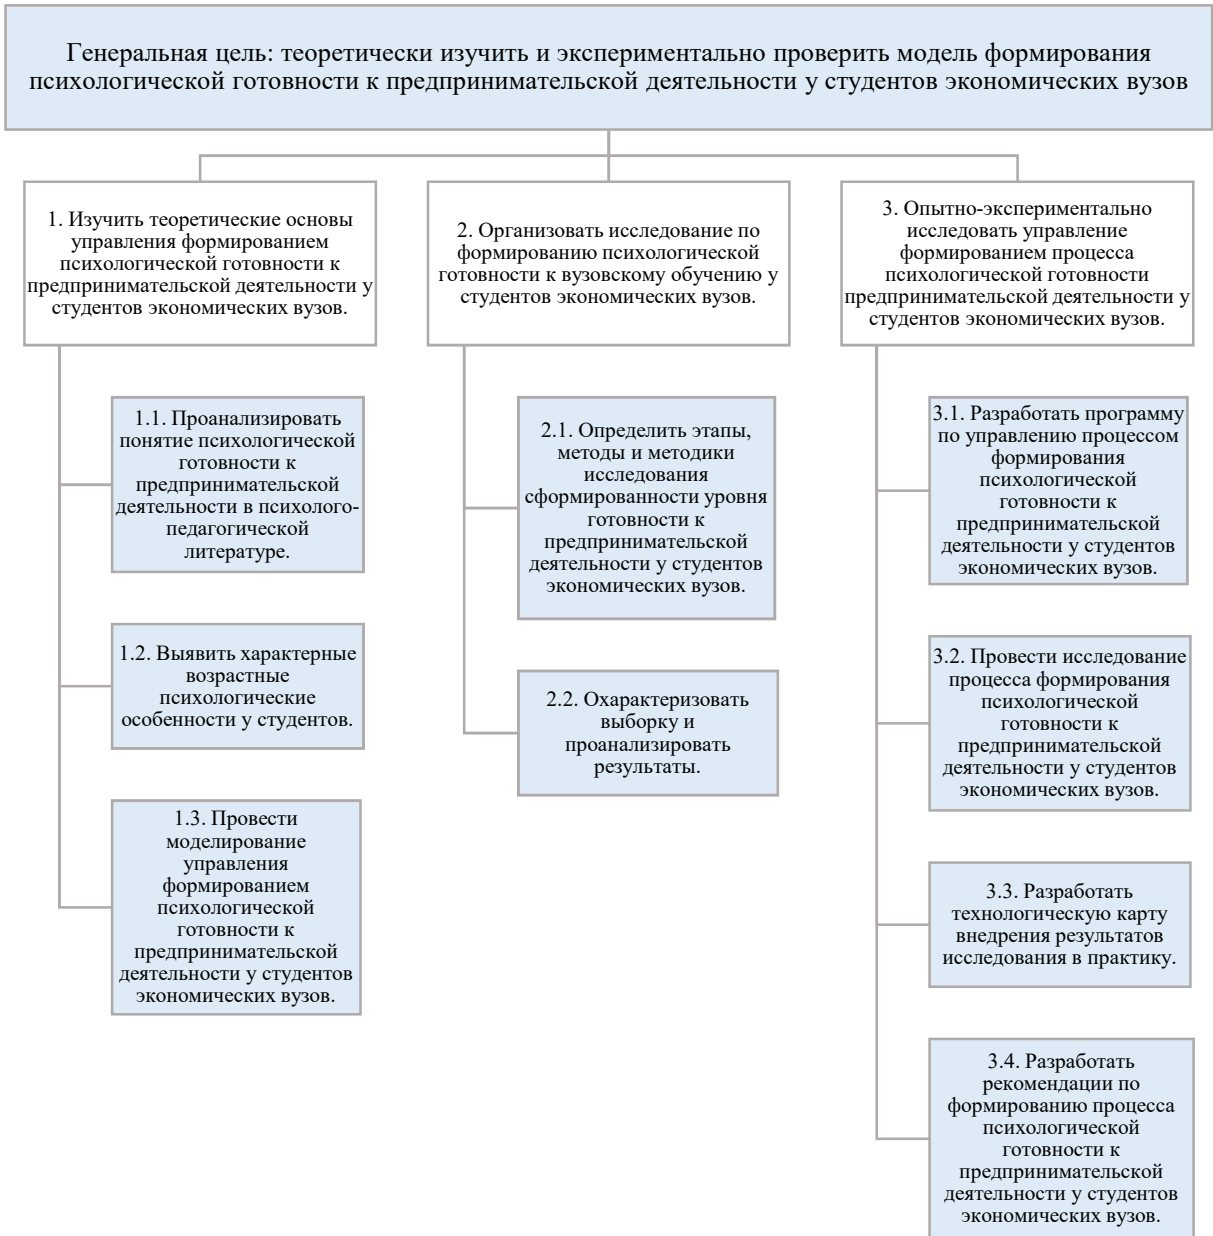 Генеральная цель: теоретически изучить и экспериментально проверить модель формирования
психологической готовности к предпринимательской деятельности у студентов экономических вузов
1. Изучить теоретические основы
управления формированием
психологической готовности к
предпринимательской деятельности у
студентов экономических вузов.
1.1. Проанализировать
понятие психологической
готовности к
предпринимательской
деятельности в психолого-
педагогической
литературе.
1.2. Выявить характерные
возрастные
психологические
особенности у студентов.
1.3. Провести
моделирование
управления
формированием
психологической
готовности к
предпринимательской
деятельности у студентов
экономических вузов.
2. Организовать исследование по
формированию психологической
готовности к вузовскому обучению у
студентов экономических вузов.
2.1. Определить этапы,
методы и методики
исследования
сформированности уровня
готовности к
предпринимательской
деятельности у студентов
экономических вузов.
2.2. Охарактеризовать
выборку и
проанализировать
результаты.
3. Опытно-экспериментально
исследовать управление
формированием процесса
психологической готовности
предпринимательской деятельности у
студентов экономических вузов.
3.1. Разработать программу
по управлению процессом
формирования
психологической
готовности к
предпринимательской
деятельности у студентов
экономических вузов.
3.2. Провести исследование
процесса формирования
психологической
готовности к
предпринимательской
деятельности у студентов
экономических вузов.
3.3. Разработать
технологическую карту
внедрения результатов
исследования в практику.
3.4. Разработать
рекомендации по
формированию процесса
психологической
готовности к
предпринимательской
деятельности у студентов
экономических вузов.